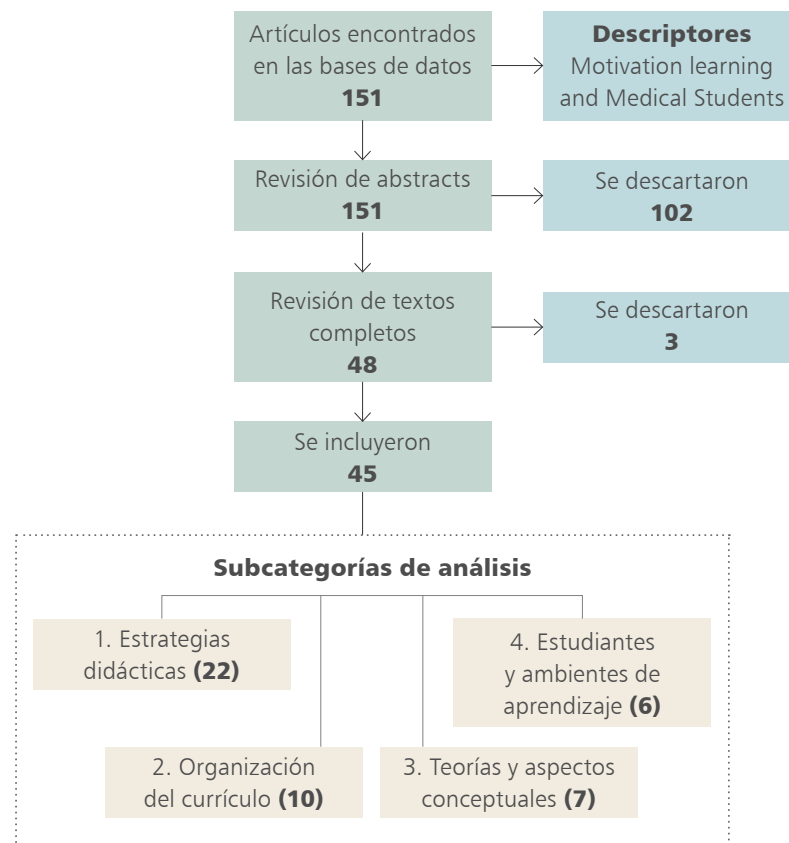 Artículos encontrados
en las bases de datos
151
Descriptores
Motivation learning
and Medical Students
Revisión de abstracts
151
Se descartaron
102
Revisión de textos
completos
48
Se descartaron
3
Se incluyeron
45
Subcategorías de análisis
1. Estrategias
didácticas (22)
4. Estudiantes
y ambientes de
aprendizaje (6)
2. Organización
del currículo (10)
3. Teorías y aspectos
conceptuales (7)